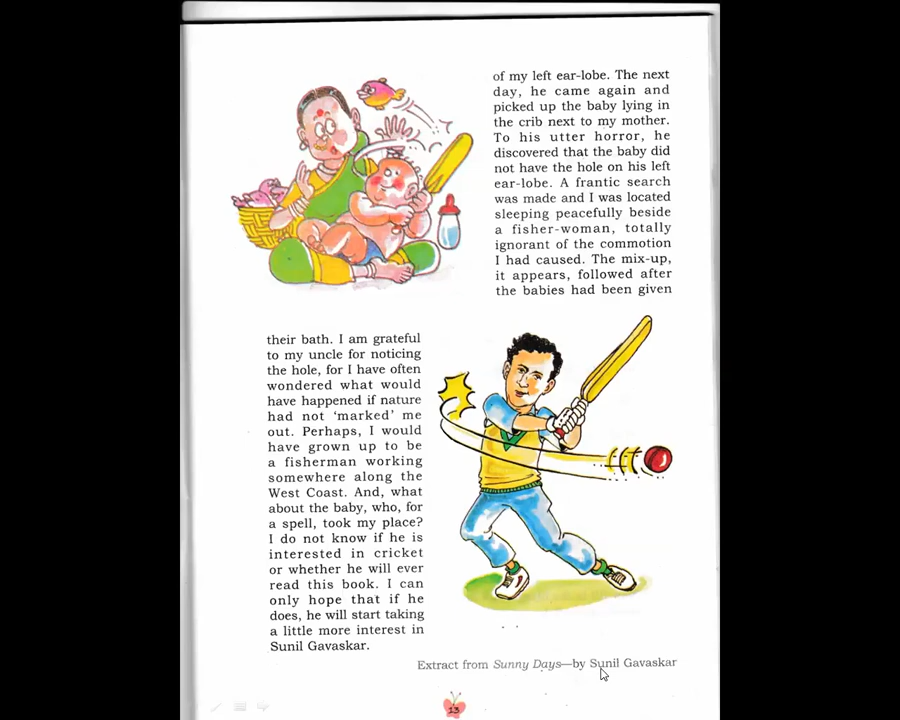 of my left ear-lobe. The next
day, he came again and
picked up the baby lying in
the crib next to my mother.
To his utter horror, he
discovered that the baby did
not have the hole on his left
ear-lobe. A frantic search
was made and I was located
sleeping peacefully beside
a fisher-woman, totally
ignorant of the commotion
I had caused. The mix-up,
it appears, followed after
the babies had been given
their bath. I am grateful
to my uncle for noticing
the hole, for I have often
wondered what would
have happened if nature
had not ‘marked’ me
out. Perhaps, I would
have grown up to be
a fisherman working
somewhere along the
West Coast. And, what
about the baby, who, for
a spell, took my place?
I do not know if he is
interested in cricket
or whether he will ever
read this book. I can
only hope that if he
does, he will start taking
a little more interest in
Sunil Gavaskar.
Extract from Sunny Days—by Sunil Gavaskar
13